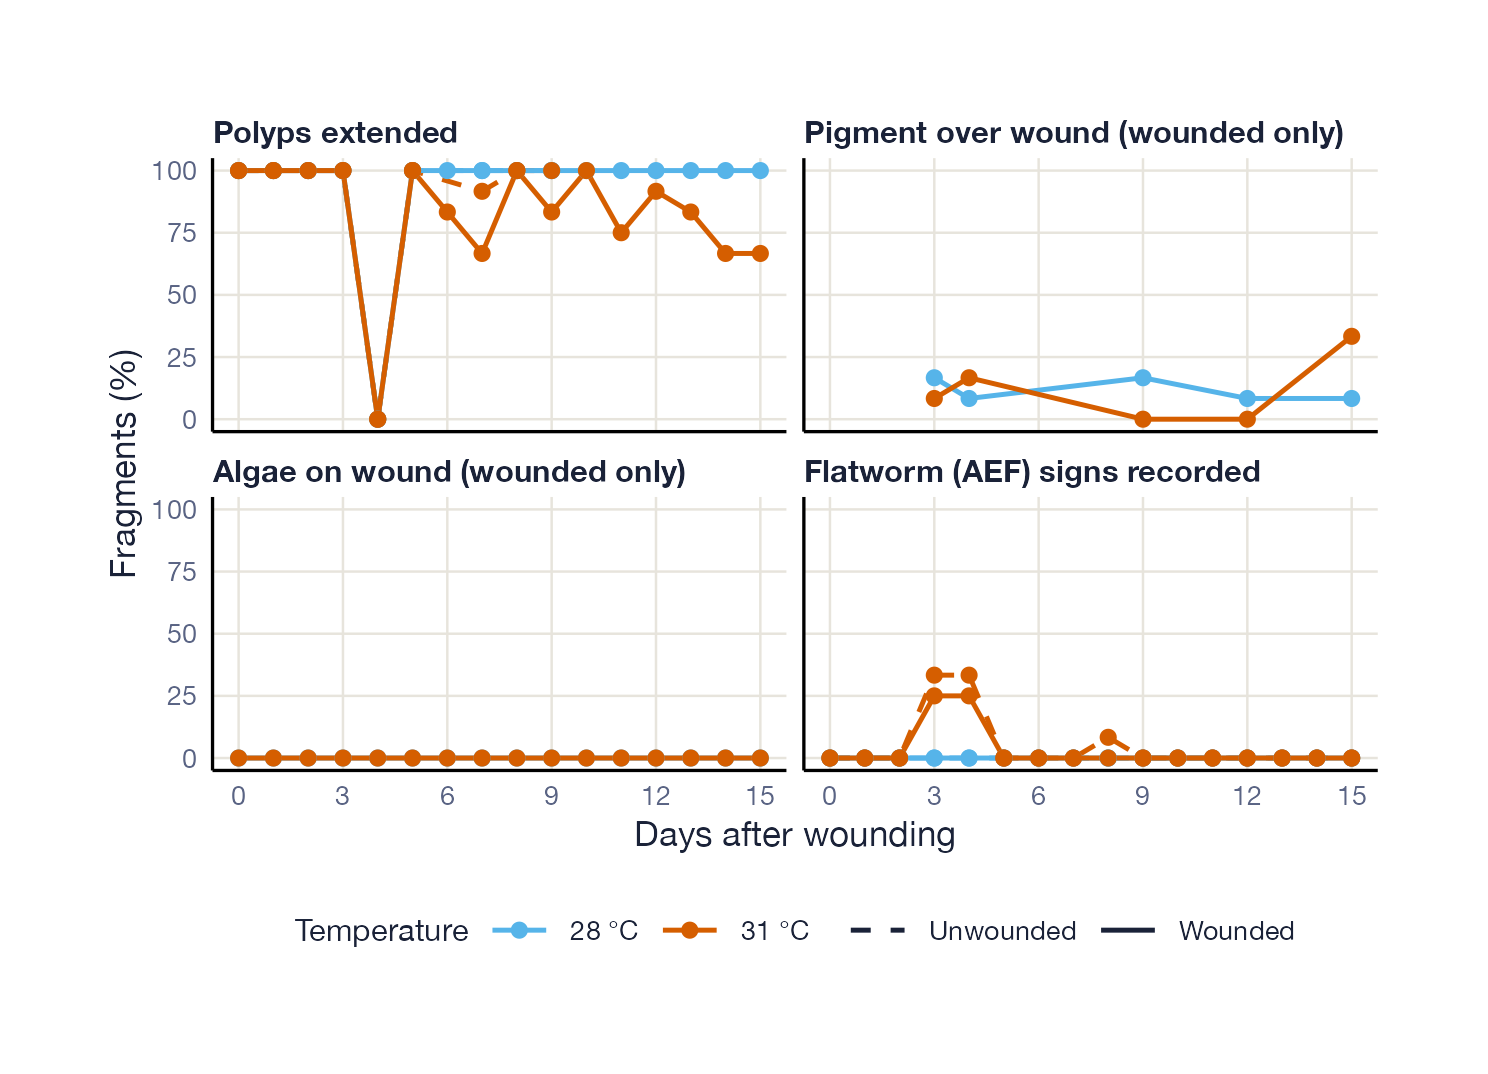 Polyps extended
Pigment over wound (wounded only)
100
75
50
25
0
Algae on wound (wounded only)
Flatworm (AEF) signs recorded
100
75
50
25
0
Fragments (%)
0 3 6 9 12 15
0 3 6 9 12 15
Days after wounding
Temperature 28 °C 31 °C Unwounded Wounded